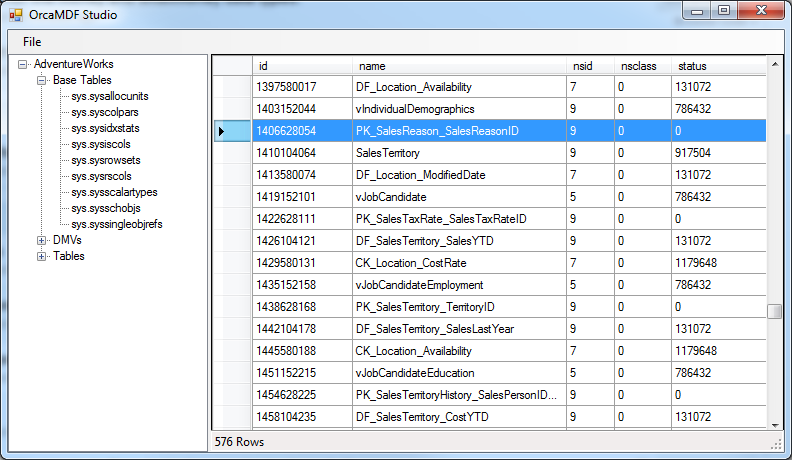 OrcaMDF Studio
File
AdventureWorks
Base Tables
sys.sysallocunits
sys.syscolpars
sys.sysidxstats
sys.sysiscols
sys.sysrowsets
sys.sysrscols
sys.sysscalartypes
sys.sysschobjs
sys.syssingleobjrefs
DMVs
Tables
id name nsid nsclass status
1397580017 DF_Location_Availability 7 0 131072
1403152044 vIndividualDemographics 9 0 786432
1406628054 PK_SalesReason_SalesReasonID 9 0 0
1410104064 SalesTerritory 9 0 917504
1413580074 DF_Location_ModifiedDate 7 0 131072
1419152101 vJobCandidate 5 0 786432
1422628111 PK_SalesTaxRate_SalesTaxRateID 9 0 0
1426104121 DF_SalesTerritory_SalesYTD 9 0 131072
1429580131 CK_Location_CostRate 7 0 1179648
1435152158 vJobCandidateEmployment 5 0 786432
1438628168 PK_SalesTerritory_TerritoryID 9 0 0
1442104178 DF_SalesTerritory_SalesLastYear 9 0 131072
1445580188 CK_Location_Availability 7 0 1179648
1451152215 vJobCandidateEducation 5 0 786432
1454628225 PK_SalesTerritoryHistory_SalesPersonID... 9 0 0
1458104235 DF_SalesTerritory_CostYTD 9 0 131072
576 Rows